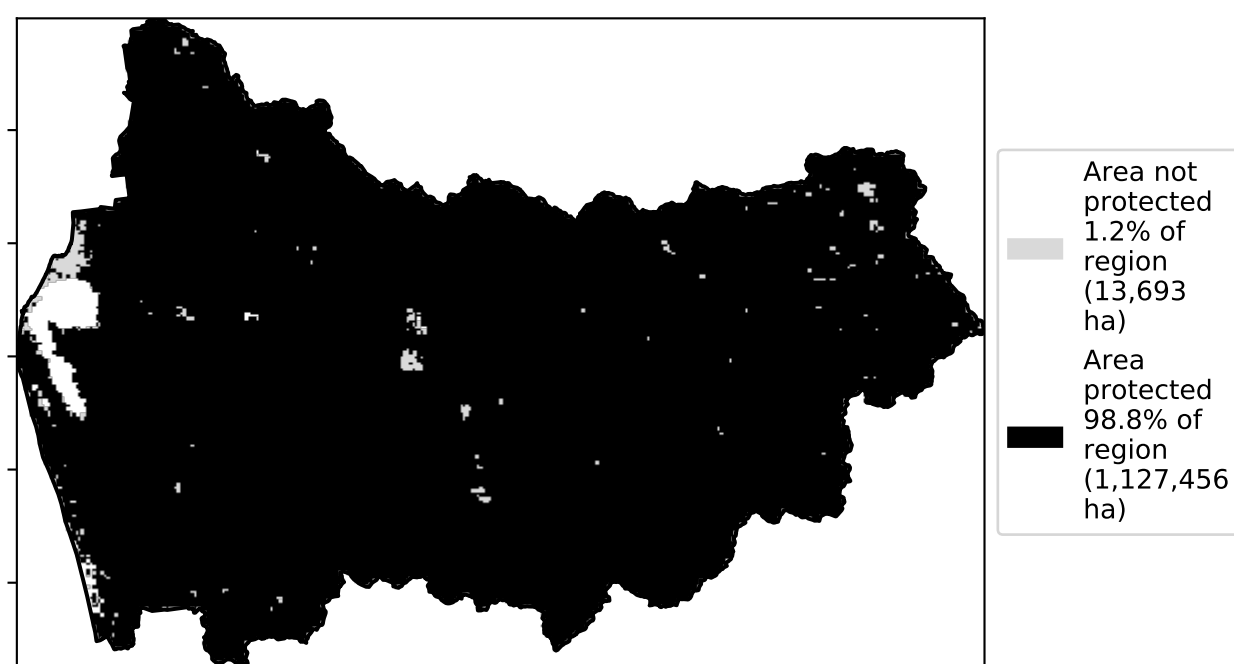 Area not
protected
1.2% of
region
(13,693
ha)
Area
protected
98.8% of
region
(1,127,456
ha)